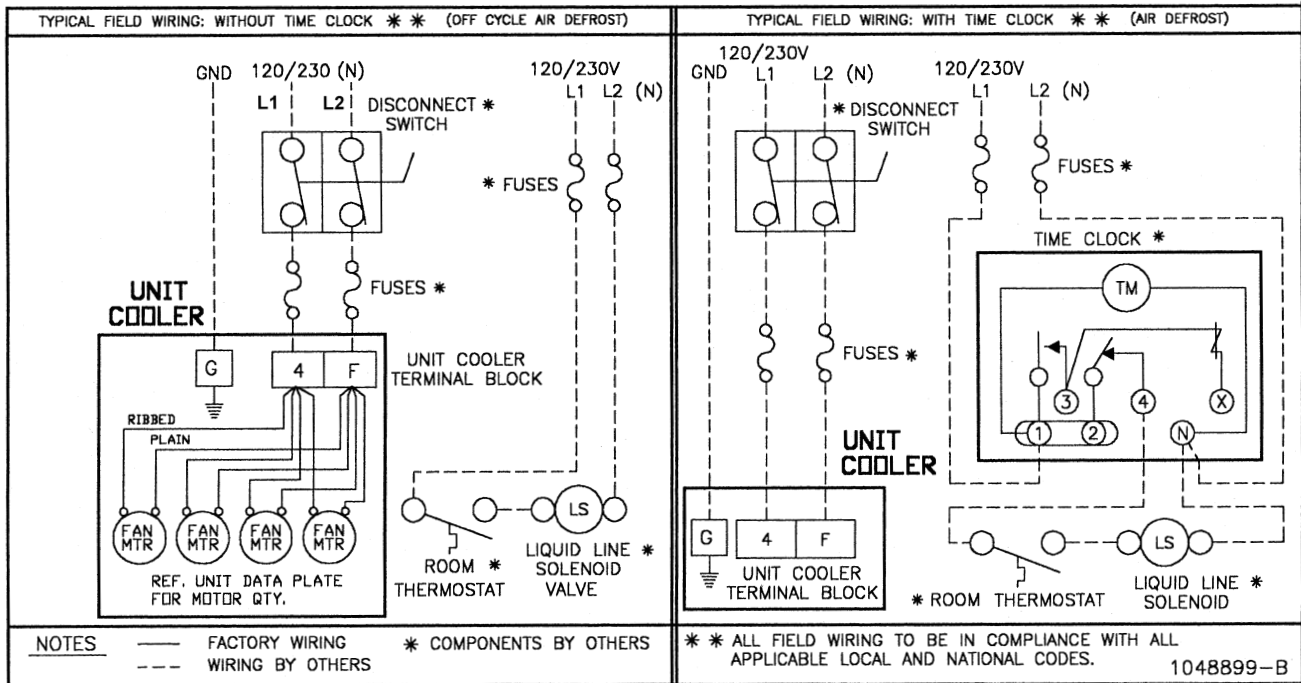 TYPICAL FIELD WIRING: WITHOUT TIME CLOCK * * (OFF CYCLE AIR DEFROST)
GND
120/230 (N)
L1
L2
DISCONNECT *
SWITCH
120/230V
L1
L2 (N)
* FUSES
FUSES *
UNIT
COOLER
G
4
F
UNIT COOLER
TERMINAL BLOCK
RIBBED
PLAIN
FAN
MTR
FAN
MTR
FAN
MTR
FAN
MTR
REF. UNIT DATA PLATE
FOR MOTOR QTY.
ROOM *
THERMOSTAT
LS
LIQUID LINE *
SOLENOID
VALVE
TYPICAL FIELD WIRING: WITH TIME CLOCK * * (AIR DEFROST)
GND
120/230V
L1
L2 (N)
* DISCONNECT
SWITCH
120/230V
L1
L2 (N)
FUSES *
TIME CLOCK *
TM
3
4
X
1
2
N
FUSES *
UNIT
COOLER
G
4
F
UNIT COOLER
TERMINAL BLOCK
* ROOM THERMOSTAT
LS
LIQUID LINE *
SOLENOID
NOTES
FACTORY WIRING
WIRING BY OTHERS
* COMPONENTS BY OTHERS
* * ALL FIELD WIRING TO BE IN COMPLIANCE WITH ALL
APPLICABLE LOCAL AND NATIONAL CODES.
1048899-B